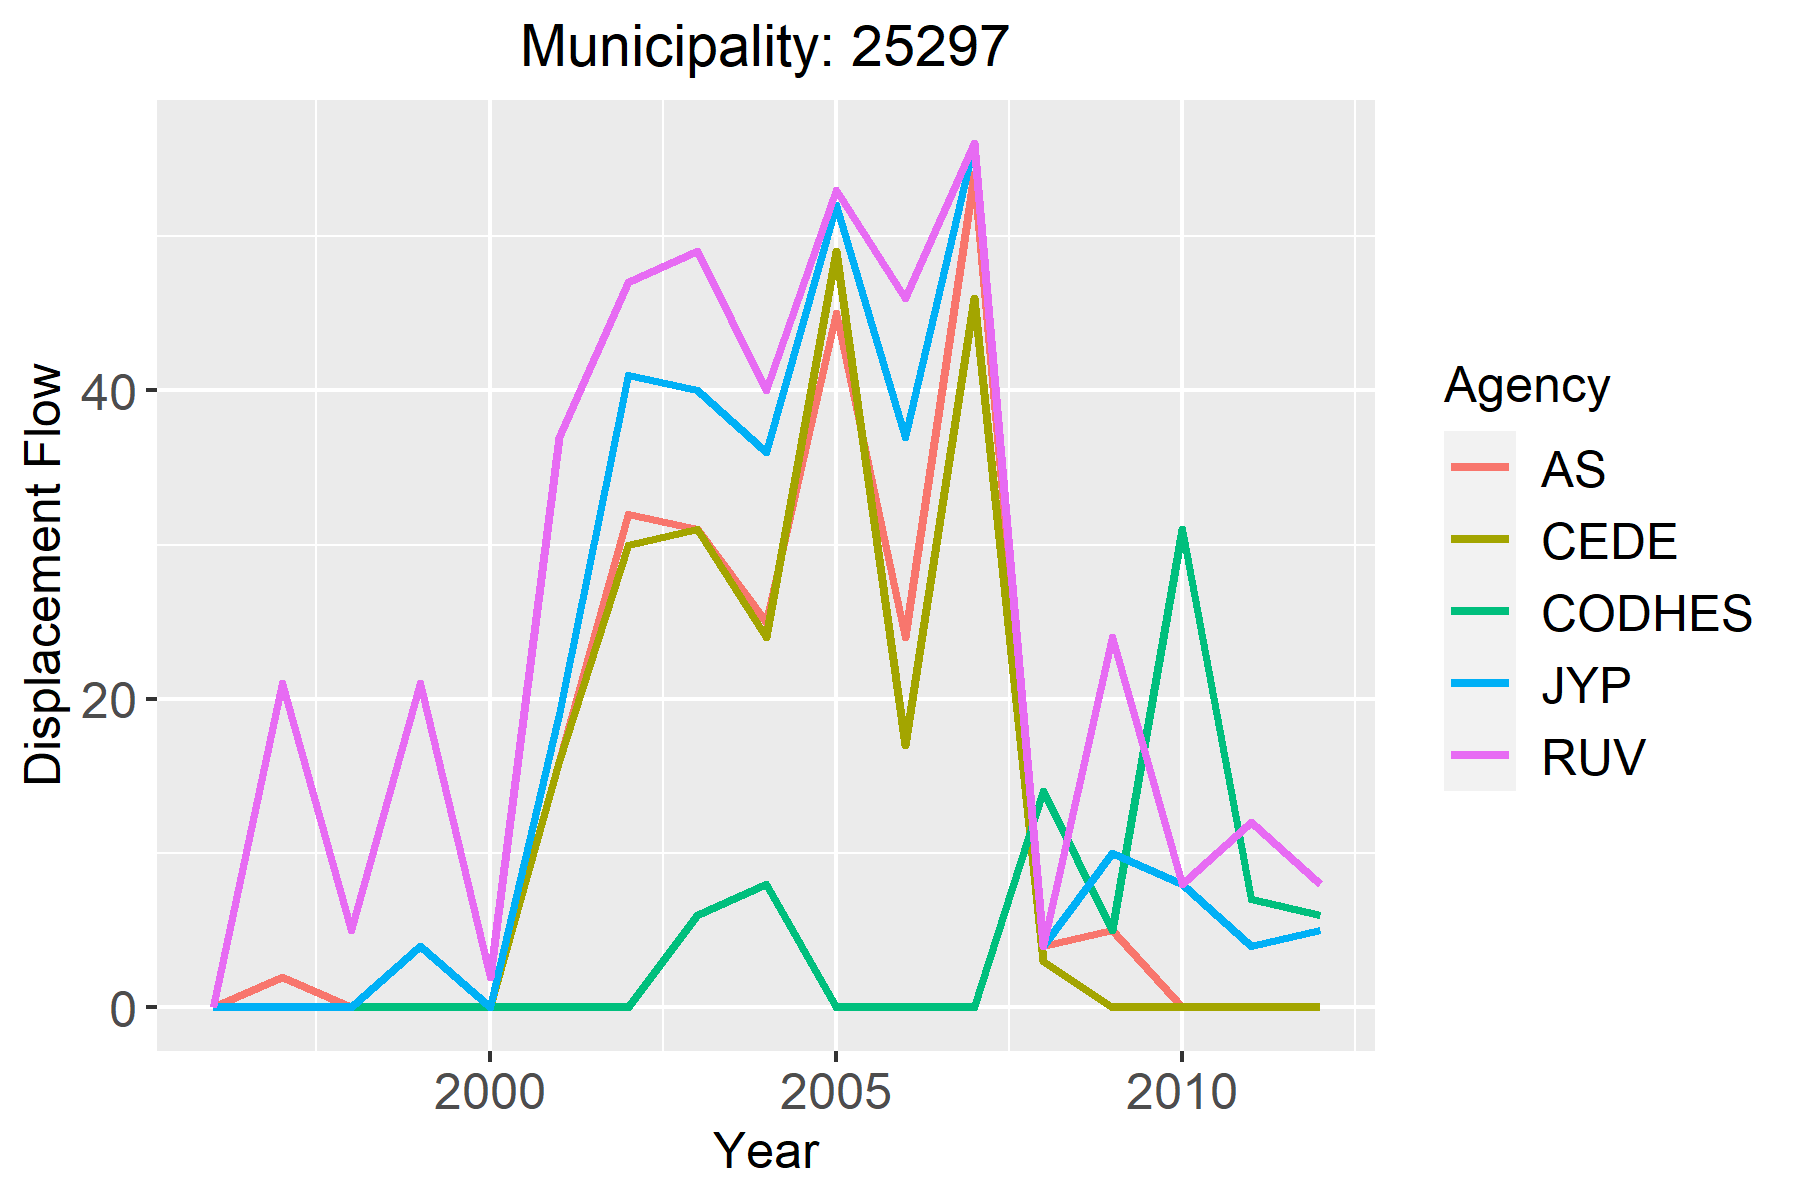 Municipality: 25297
Displacement Flow
40
20
0
2000 2005 2010
Year
Agency
AS
CEDE
CODHES
JYP
RUV